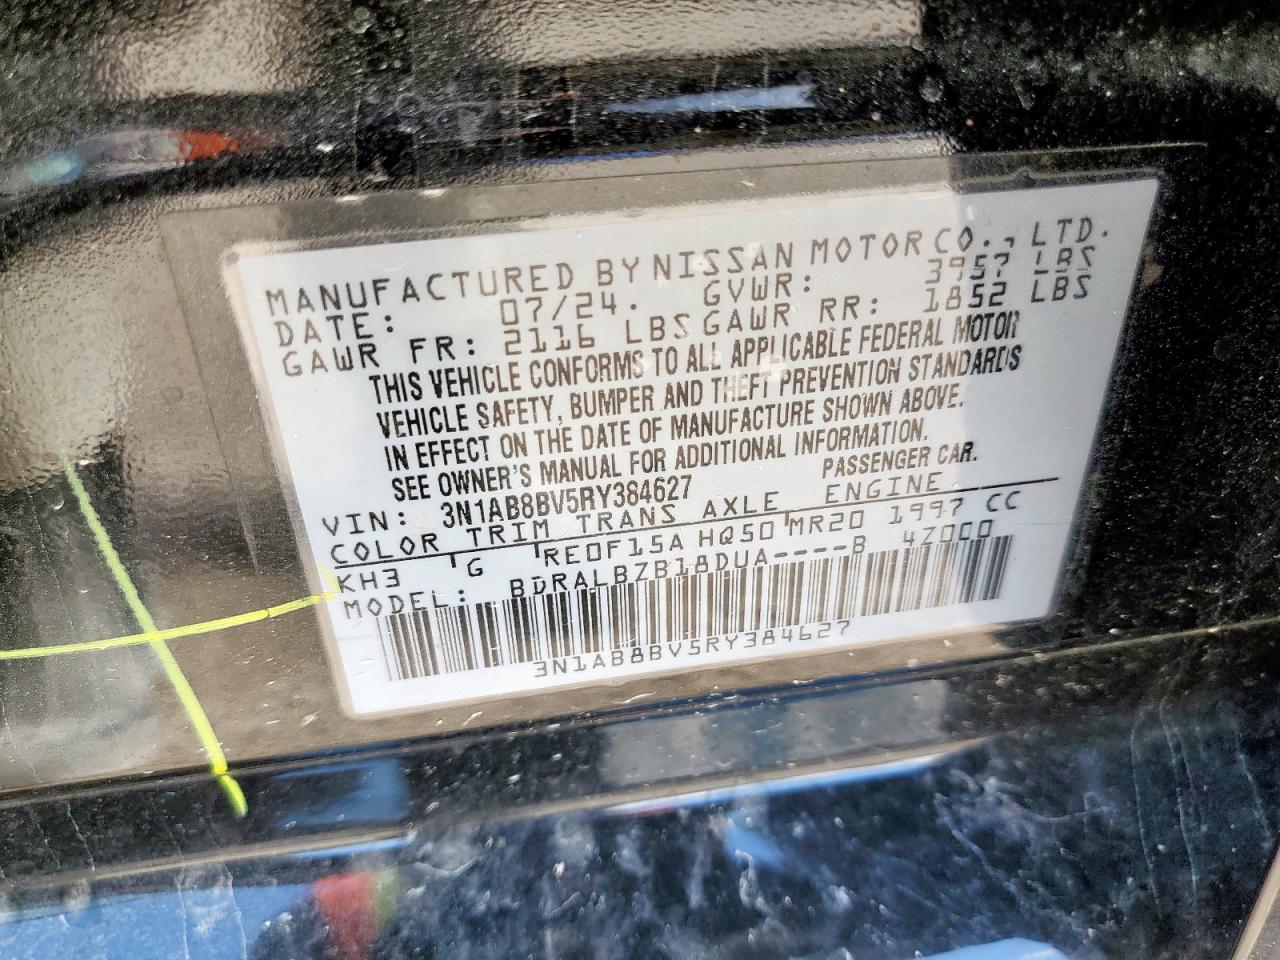 MANUFACTURED BY NISSAN MOTOR CO., LTD.
DATE: 07/24. GVWR: 3957 LBS
GAWR FR: 2116 LBS GAWR RR: 1852 LBS
THIS VEHICLE CONFORMS TO ALL APPLICABLE FEDERAL MOTOR
VEHICLE SAFETY, BUMPER AND THEFT PREVENTION STANDARDS
IN EFFECT ON THE DATE OF MANUFACTURE SHOWN ABOVE.
SEE OWNER'S MANUAL FOR ADDITIONAL INFORMATION.
VIN: 3N1AB8BV5RY384627 PASSENGER CAR.
COLOR TRIM TRANS AXLE ENGINE
KH3 G RE0F15A HQ50 MR20 1997 CC
MODEL: BDRALBZB18DUA----B 4Z000
3N1AB8BV5RY384627